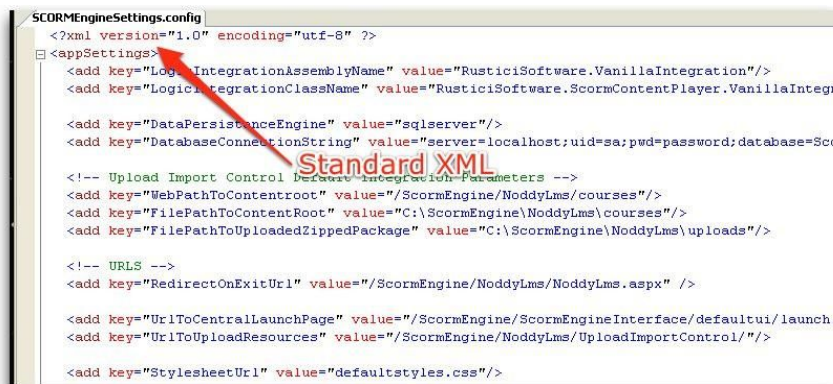 SCORMEngineSettings.config
<?xml version="1.0" encoding="utf-8" ?>
<appSettings>
<add key="LogicIntegrationAssemblyName" value="RusticiSoftware.VanillaIntegration"/>
<add key="LogicIntegrationClassName" value="RusticiSoftware.ScormContentPlayer.VanillaIntegr
<add key="DataPersistanceEngine" value="sqlserver"/>
<add key="DatabaseConnectionString" value="server=localhost;uid=sa;pwd=password;database=Sco
Standard XML
<!-- Upload Import Control Default Integration Parameters -->
<add key="WebPathToContentroot" value="/ScormEngine/NoddyLms/courses"/>
<add key="FilePathToContentRoot" value="C:\ScormEngine\NoddyLms\courses"/>
<add key="FilePathToUploadedZippedPackage" value="C:\ScormEngine\NoddyLms\uploads"/>
<!-- URLS -->
<add key="RedirectOnExitUrl" value="/ScormEngine/NoddyLms/NoddyLms.aspx" />
<add key="UrlToCentralLaunchPage" value="/ScormEngine/ScormEngineInterface/defaultui/launch
<add key="UrlToUploadResources" value="/ScormEngine/NoddyLms/UploadImportControl/"/>
<add key="StylesheetUrl" value="defaultstyles.css"/>